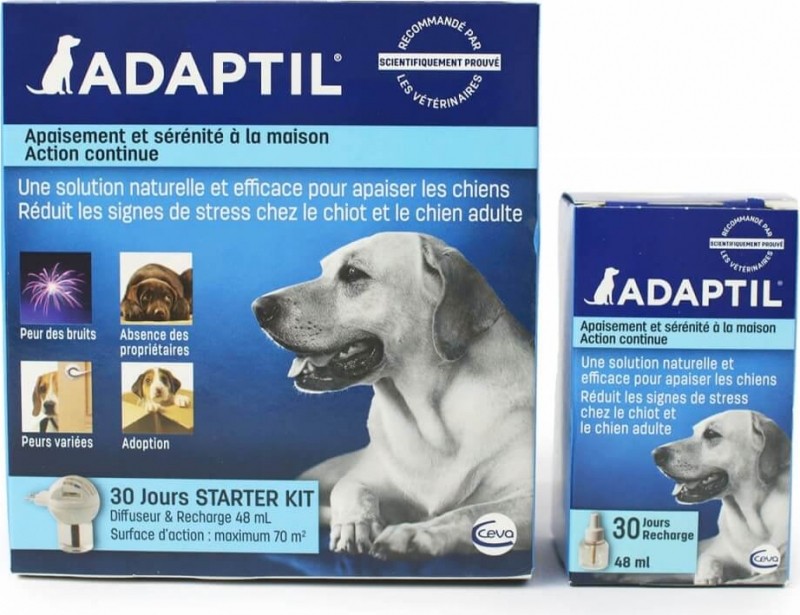 ADAPTIL®
RECOMMANDÉ PAR
SCIENTIFIQUEMENT PROUVÉ
LES VÉTÉRINAIRES
Apaisement et sérénité à la maison
Action continue
Une solution naturelle et efficace pour apaiser les chiens
Réduit les signes de stress chez le chiot et le chien adulte
Peur des bruits
Absence des
propriétaires
Peurs variées
Adoption
30 Jours STARTER KIT
Diffuseur & Recharge 48 mL
Surface d'action : maximum 70 m²
Ceva
RECOMMANDÉ PAR
SCIENTIFIQUEMENT PROUVÉ
LES VÉTÉRINAIRES
ADAPTIL®
Apaisement et sérénité à la maison
Action continue
Une solution naturelle et
efficace pour apaiser les chiens
Réduit les signes de stress
chez le chiot et
le chien adulte
30 Jours
Recharge
48 ml
Ceva